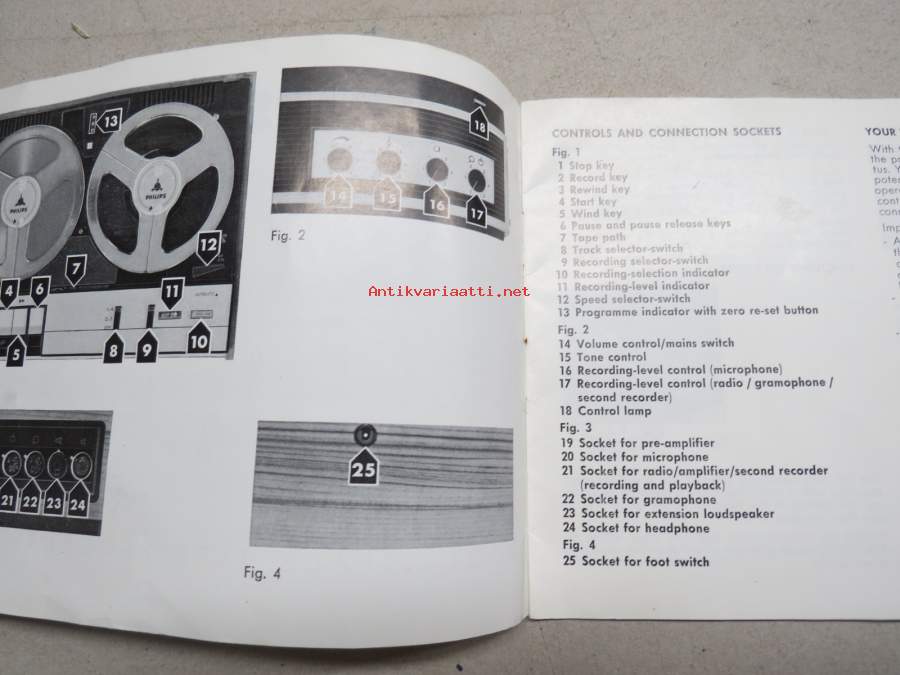 13
PHILIPS
PHILIPS
12
7
4
6
11
5
8
9
10
18
14
15
16
17
Fig. 2
Antikvariaatti.net
21
22
23
24
25
Fig. 4
CONTROLS AND CONNECTION SOCKETS
Fig. 1
1 Stop key
2 Record key
3 Rewind key
4 Start key
5 Wind key
6 Pause and pause release keys
7 Tape path
8 Track selector-switch
9 Recording selector-switch
10 Recording-selection indicator
11 Recording-level indicator
12 Speed selector-switch
13 Programme indicator with zero re-set button
Fig. 2
14 Volume control/mains switch
15 Tone control
16 Recording-level control (microphone)
17 Recording-level control (radio / gramophone /
second recorder)
18 Control lamp
Fig. 3
19 Socket for pre-amplifier
20 Socket for microphone
21 Socket for radio/amplifier/second recorder
(recording and playback)
22 Socket for gramophone
23 Socket for extension loudspeaker
24 Socket for headphone
Fig. 4
25 Socket for foot switch
YOUR
With
the p
tus. Y
poten
opera
cont
conn
Imp
- A